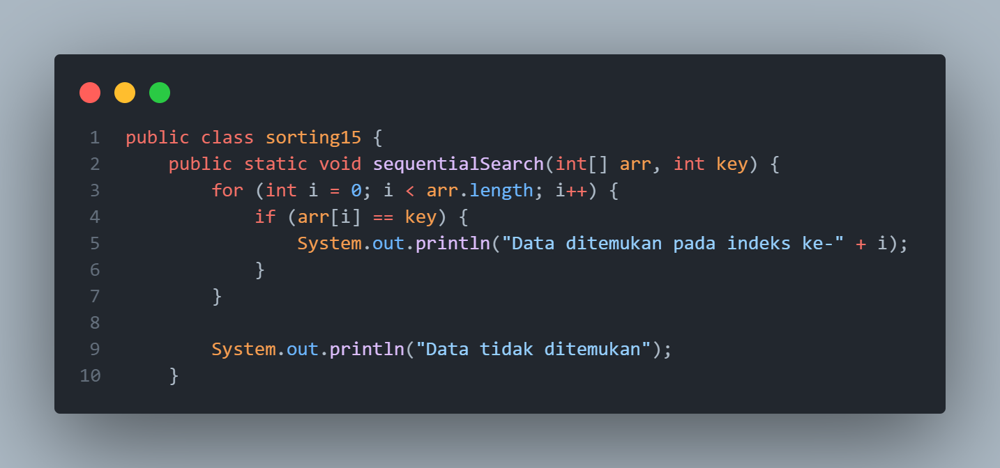 1 public class sorting15 {
2     public static void sequentialSearch(int[] arr, int key) {
3         for (int i = 0; i < arr.length; i++) {
4             if (arr[i] == key) {
5                 System.out.println("Data ditemukan pada indeks ke-" + i);
6             }
7         }
8
9         System.out.println("Data tidak ditemukan");
10     }